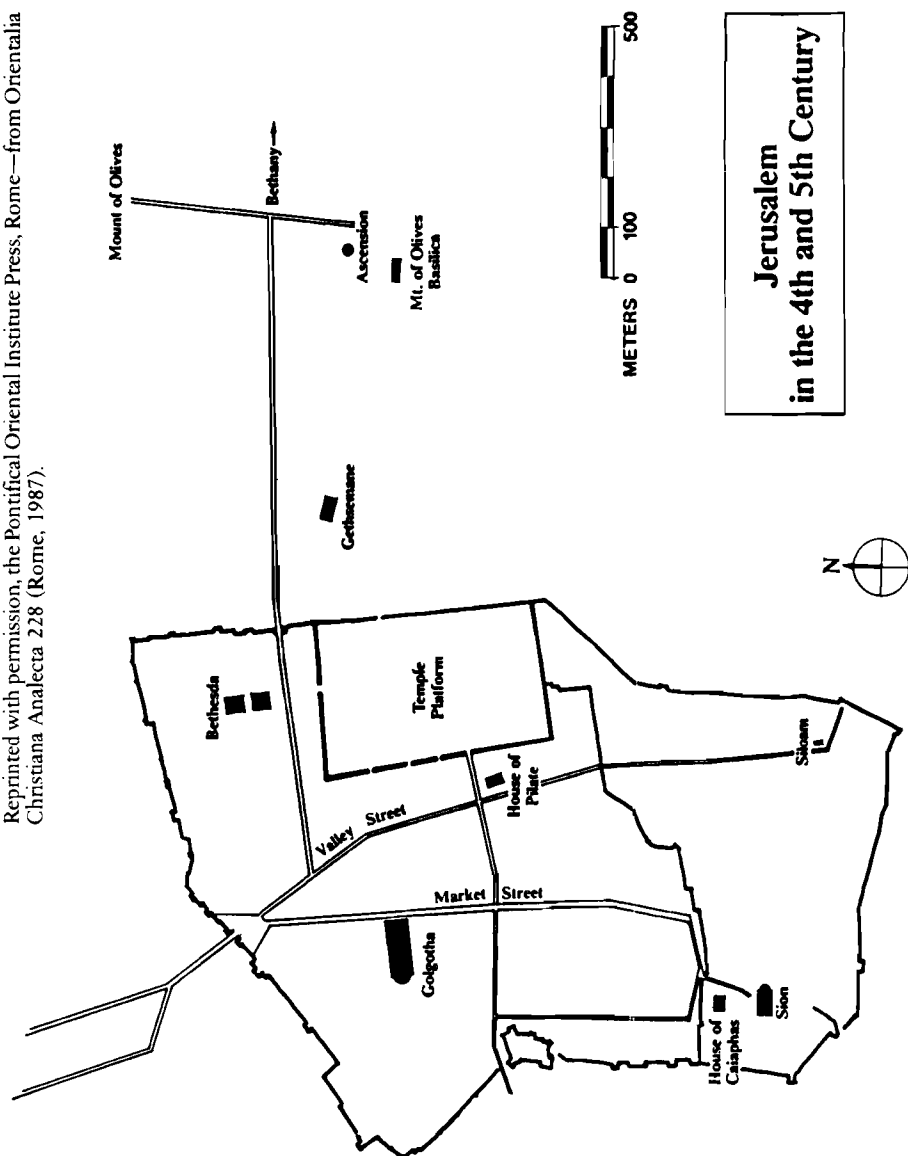 Reprinted with permission, the Pontifical Oriental Institute Press, Rome—from Orientalia
Christiana Analecta 228 (Rome, 1987).
Mount of Olives
Bethany
Ascension
Mt. of Olives
Basilica
Gethsemane
Bethesda
Temple
Platform
House of
Pilate
Valley Street
Market Street
Golgotha
Siloam
House of
Caiaphas
Sion
N
METERS 0 100 500
Jerusalem
in the 4th and 5th Century